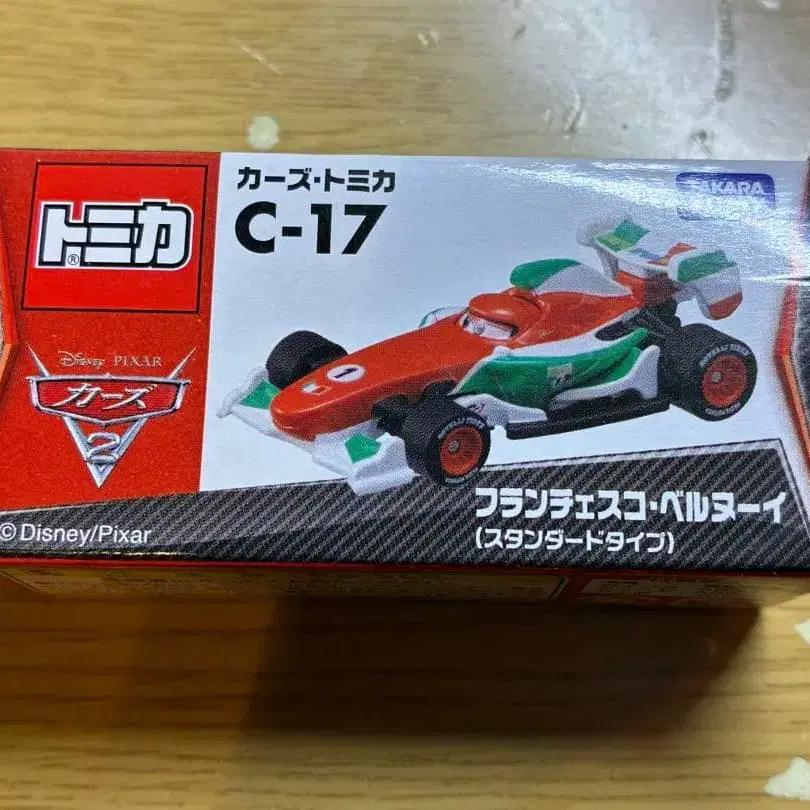 トミカ®
カーズ・トミカ
C-17
TAKARA
DISNEY PIXAR
カーズ
2
1
フランチェスコ・ベルヌーイ
(スタンダードタイプ)
© Disney/Pixar